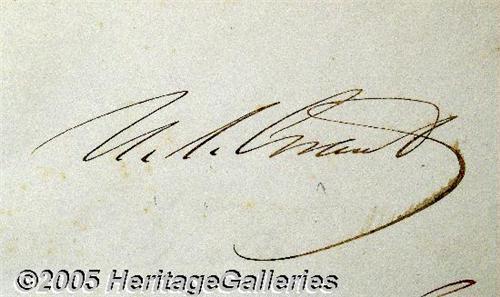 U. S. Grant
©2005 HeritageGalleries